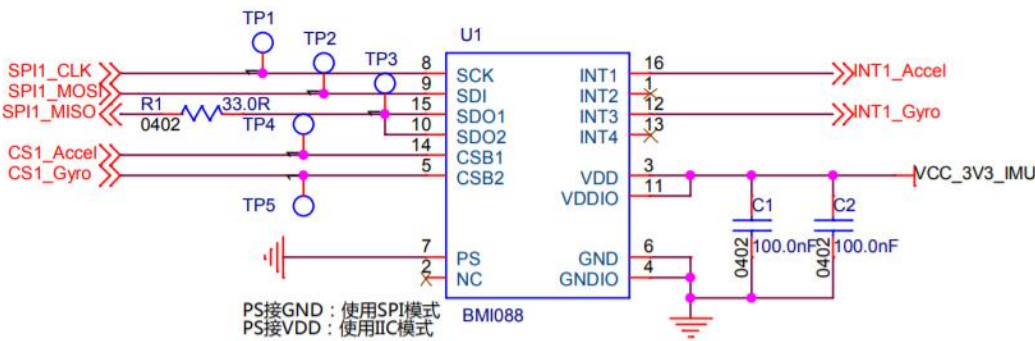 TP1
TP2
TP3
U1
SPI1_CLK
8
SCK
INT1
16
INT1_Accel
SPI1_MOSI
9
SDI
INT2
1
SPI1_MISO
R1
33.0R
0402
15
SDO1
INT3
12
INT1_Gyro
TP4
10
SDO2
INT4
13
CS1_Accel
14
CSB1
CS1_Gyro
5
CSB2
VDD
3
VCC_3V3_IMU
VDDIO
11
TP5
C1
100.0nF
0402
C2
100.0nF
0402
7
PS
GND
6
2
NC
GNDIO
4
PS接GND：使用SPI模式
PS接VDD：使用IIC模式
BMI088